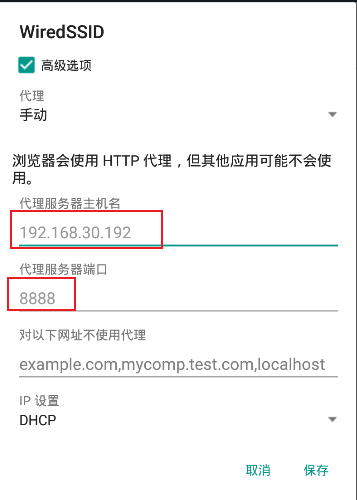 WiredSSID
高级选项
代理
手动
浏览器会使用 HTTP 代理，但其他应用可能不会使
用。
代理服务器主机名
192.168.30.192
代理服务器端口
8888
对以下网址不使用代理
example.com,mycomp.test.com,localhost
IP 设置
DHCP
取消 保存